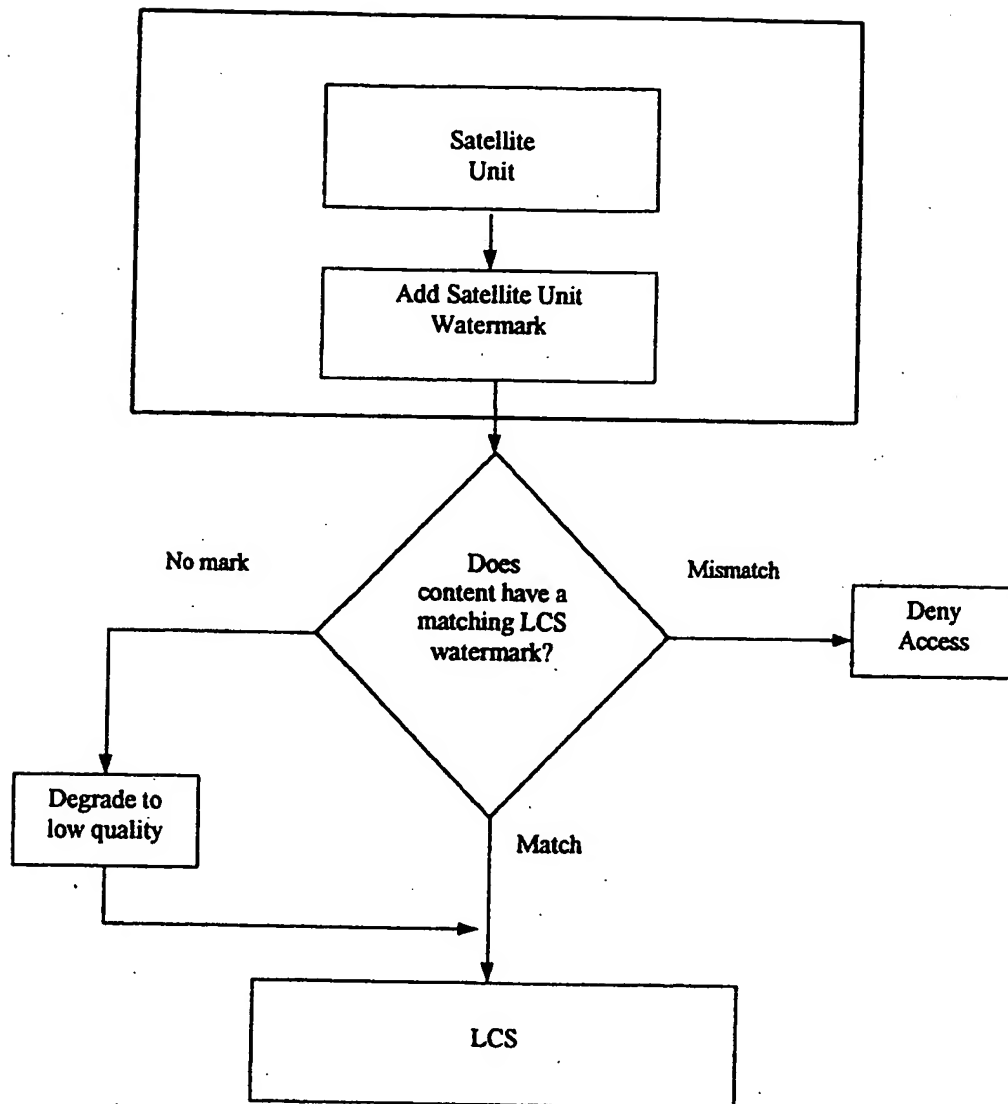 Satellite
Unit
Add Satellite Unit
Watermark
No mark
Does
content have a
matching LCS
watermark?
Mismatch
Deny
Access
Degrade to
low quality
Match
LCS